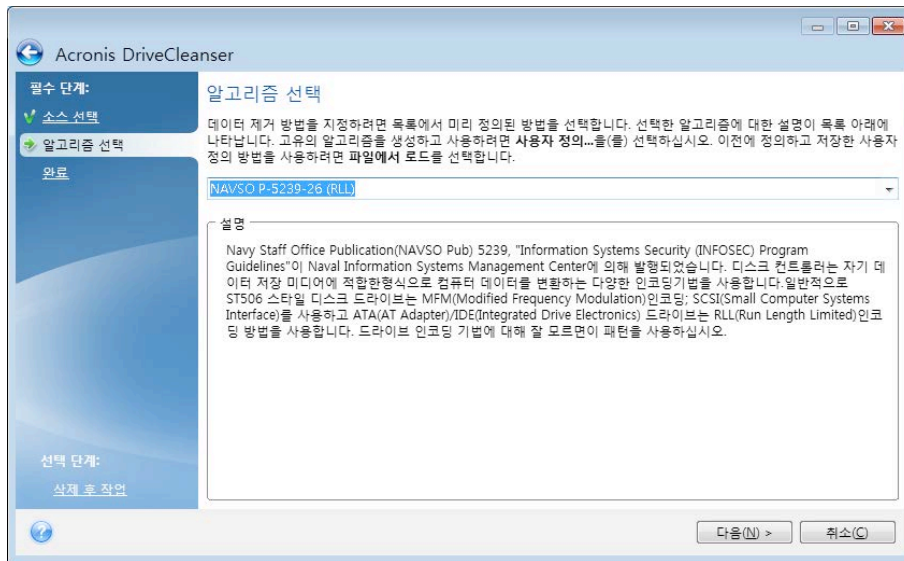 Acronis DriveCleanser
필수 단계:
소스 선택
알고리즘 선택
완료
선택 단계:
삭제 후 작업
알고리즘 선택
데이터 제거 방법을 지정하려면 목록에서 미리 정의된 방법을 선택합니다. 선택한 알고리즘에 대한 설명이 목록 아래에
나타납니다. 고유의 알고리즘을 생성하고 사용하려면 사용자 정의...을(를) 선택하십시오. 이전에 정의하고 저장한 사용자
정의 방법을 사용하려면 파일에서 로드를 선택합니다.
NAVSO P-5239-26 (RLL)
설명
Navy Staff Office Publication(NAVSO Pub) 5239, "Information Systems Security (INFOSEC) Program
Guidelines"이 Naval Information Systems Management Center에 의해 발행되었습니다. 디스크 컨트롤러는 자기 데
이터 저장 미디어에 적합한형식으로 컴퓨터 데이터를 변환하는 다양한 인코딩기법을 사용합니다.일반적으로
ST506 스타일 디스크 드라이브는 MFM(Modified Frequency Modulation)인코딩; SCSI(Small Computer Systems
Interface)를 사용하고 ATA(AT Adapter)/IDE(Integrated Drive Electronics) 드라이브는 RLL(Run Length Limited)인코
딩 방법을 사용합니다. 드라이브 인코딩 기법에 대해 잘 모르면이 패턴을 사용하십시오.
다음(N) >
취소(C)